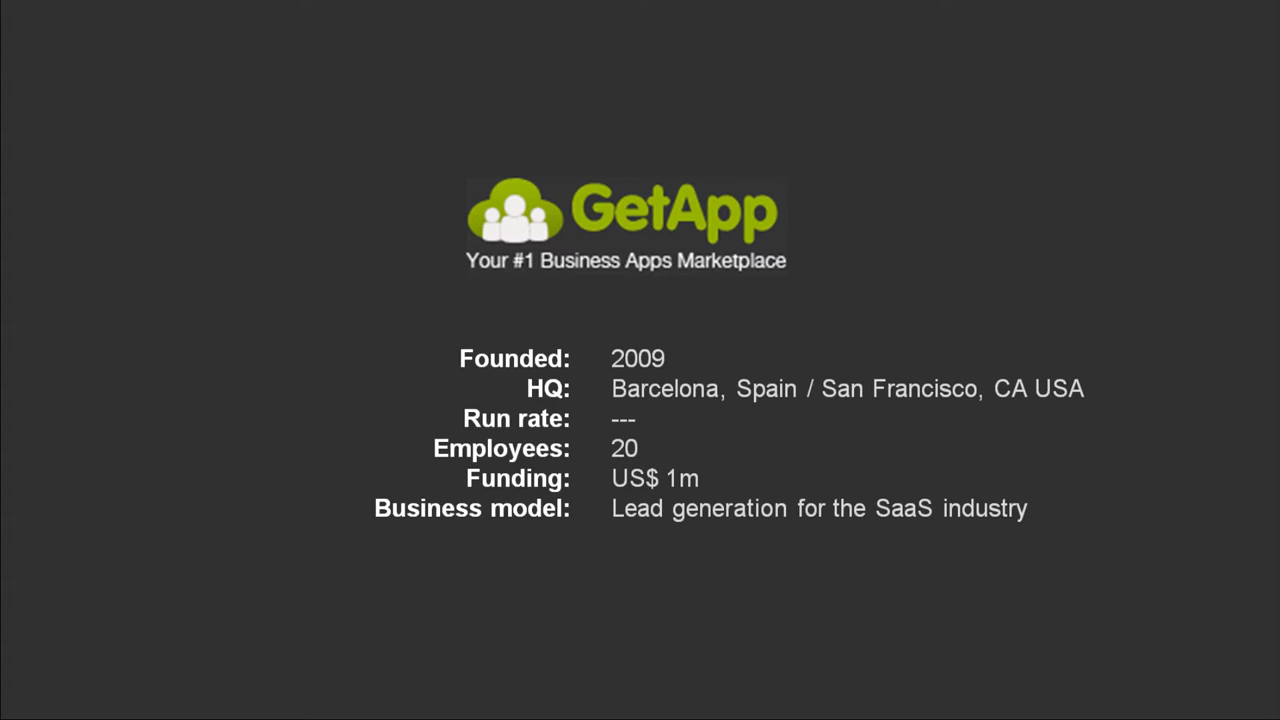 GetApp
Your #1 Business Apps Marketplace
Founded: 2009
HQ: Barcelona, Spain / San Francisco, CA USA
Run rate: ---
Employees: 20
Funding: US$ 1m
Business model: Lead generation for the SaaS industry